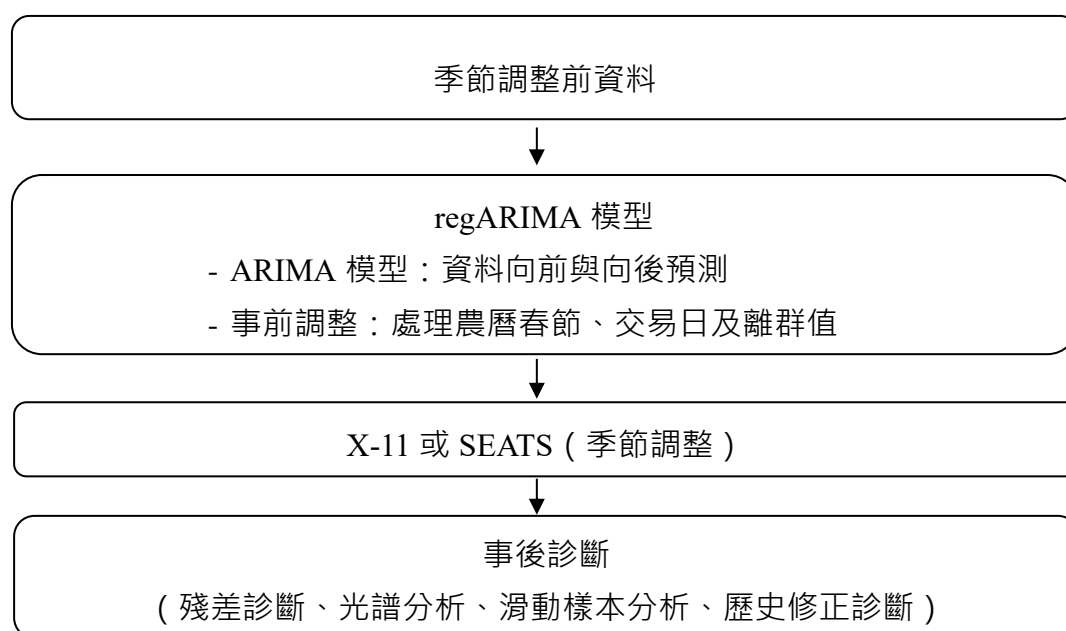 季節調整前資料
regARIMA 模型
- ARIMA 模型：資料向前與向後預測
- 事前調整：處理農曆春節、交易日及離群值
X-11 或 SEATS（季節調整）
事後診斷
（殘差診斷、光譜分析、滑動樣本分析、歷史修正診斷）